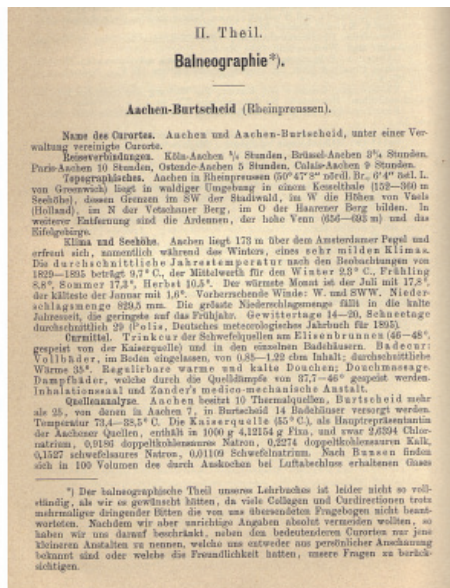 II. Theil.
Balneographie*).
Aachen-Burtscheid (Rheinpreussen).
Name des Curortes. Aachen und Aachen-Burtscheid, unter einer Ver-
waltung vereinigte Curorte.
Reiseverbindungen. Köln-Aachen ⁵/₄ Stunden, Brüssel-Aachen 3³/₄ Stunden,
Paris-Aachen 10 Stunden, Ostende-Aachen 5 Stunden, Calais-Aachen 9 Stunden.
Topographisches. Aachen in Rheinpreussen (50° 47' 8" nördl. Br., 6° 4" östl. L.
von Greenwich) liegt in waldiger Umgebung in einem Kesselthale (152—360 m
Seehöhe), dessen Grenzen im SW der Stadtwald, im W die Höhen von Vaels
(Holland), im N der Vetschauer Berg, im O der Haarener Berg bilden. In
weiterer Entfernung sind die Ardennen, der hohe Venn (656—693 m) und das
Eifelgebirge.
Klima und Seehöhe. Aachen liegt 173 m über dem Amsterdamer Pegel und
erfreut sich, namentlich während des Winters, eines sehr milden Klimas.
Die durchschnittliche Jahrestemperatur nach den Beobachtungen von
1829—1895 beträgt 9,7° C., der Mittelwerth für den Winter 2,3° C., Frühling
8,8°, Sommer 17,3°, Herbst 10,5°. Der wärmste Monat ist der Juli mit 17,8°,
der kälteste der Januar mit 1,6°. Vorherrschende Winde: W. und SWW. Nieder-
schlagsmenge 829,5 mm. Die grösste Niederschlagsmenge fällt in die kalte
Jahreszeit, die geringste auf das Frühjahr. Gewittertage 14—20, Schneetage
durchschnittlich 29 (Polis, Deutsches meteorologisches Jahrbuch für 1895).
Curmittel. Trinkcur der Schwefelquellen am Elisenbrunnen (46—48°,
gespeist von der Kaiserquelle) und in den einzelnen Badehäusern. Badecur:
Vollbäder, im Boden eingelassen, von 0,85—1,22 cbm Inhalt; durchschnittliche
Wärme 35°. Regulirbare warme und kalte Douchen; Douchmassage.
Dampfbäder, welche durch die Quelldämpfe von 37,7—46° gespeist werden.
Inhalationssaal und Zander's medico-mechanische Anstalt.
Quellenanalyse. Aachen besitzt 10 Thermalquellen, Burtscheid mehr
als 25, von denen in Aachen 7, in Burtscheid 14 Badehäuser versorgt werden.
Temperatur 73,4—38,5° C. Die Kaiserquelle (55° C.), als Hauptrepräsentantin
der Aachener Quellen, enthält in 1000 g 4,12154 g Fixa, und zwar 2,6394 Chlor-
natrium, 0,9186 doppeltkohlensaures Natron, 0,2274 doppeltkohlensauren Kalk,
0,1527 schwefelsaures Natron, 0,01109 Schwefelnatrium. Nach Bunsen finden
sich in 100 Volumen des durch Auskochen bei Luftabschluss erhaltenen Gases
*) Der balneographische Theil unseres Lehrbuches ist leider nicht so voll-
ständig, als wir es gewünscht hätten, da viele Collegen und Curdirectionen trotz
mehrmaliger dringender Bitten die von uns übersendeten Fragebogen nicht beant-
worteten. Nachdem wir aber unrichtige Angaben absolut vermeiden wollten, so
haben wir uns darauf beschränkt, neben den bedeutenderen Curorten nur jene
kleineren Anstalten zu nennen, welche uns entweder aus persönlicher Anschauung
bekannt sind oder welche die Freundlichkeit hatten, unsere Fragen zu berück-
sichtigen.